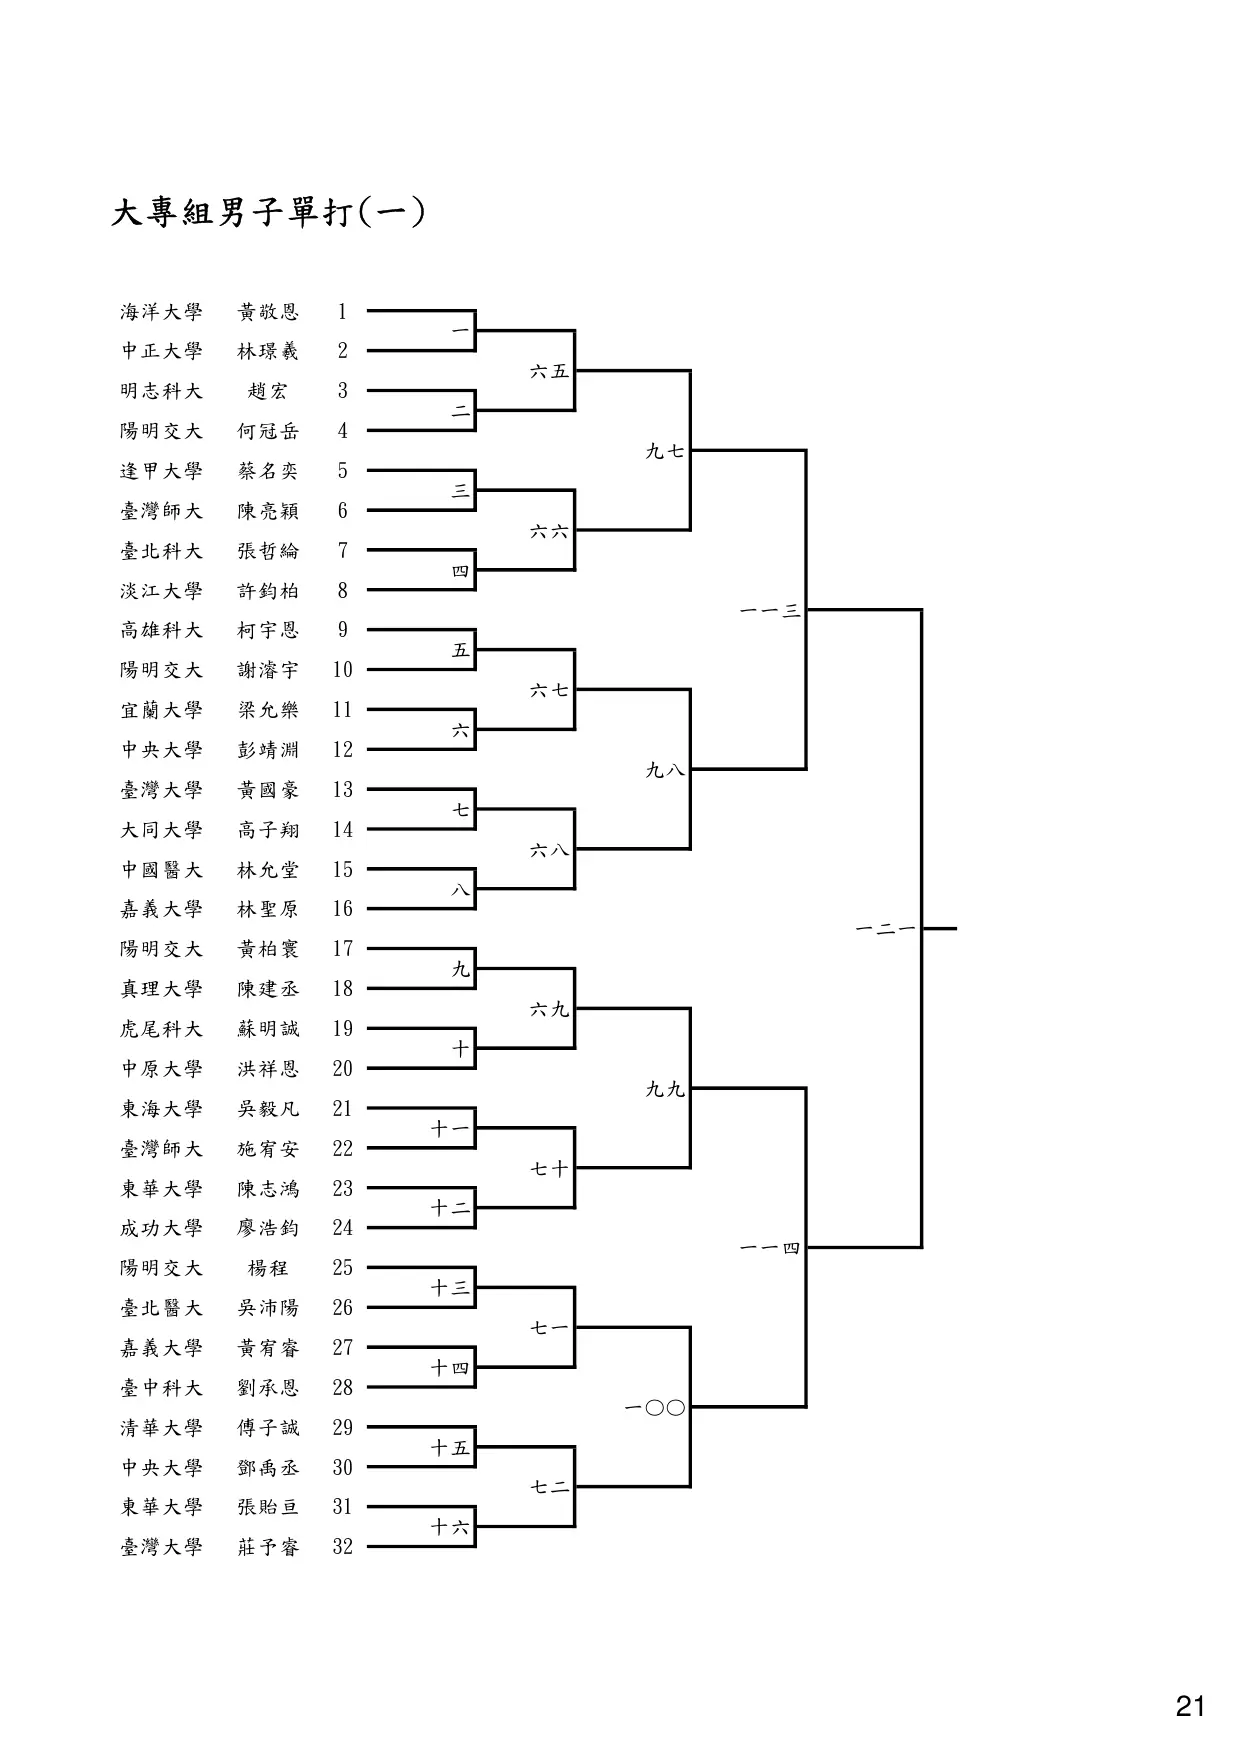 大專組男子單打(一)
海洋大學 黃敬恩 1
一
中正大學 林璟羲 2
六五
明志科大 趙宏 3
二
陽明交大 何冠岳 4
九七
逢甲大學 蔡名奕 5
三
臺灣師大 陳亮穎 6
六六
臺北科大 張哲綸 7
四
淡江大學 許鈞柏 8
一一三
高雄科大 柯宇恩 9
五
陽明交大 謝濬宇 10
六七
宜蘭大學 梁允樂 11
六
中央大學 彭靖淵 12
九八
臺灣大學 黃國豪 13
七
大同大學 高子翔 14
六八
中國醫大 林允堂 15
八
嘉義大學 林聖原 16
一二一
陽明交大 黃柏寰 17
九
真理大學 陳建丞 18
六九
虎尾科大 蘇明誠 19
十
中原大學 洪祥恩 20
九九
東海大學 吳毅凡 21
十一
臺灣師大 施宥安 22
七十
東華大學 陳志鴻 23
十二
成功大學 廖浩鈞 24
一一四
陽明交大 楊程 25
十三
臺北醫大 吳沛陽 26
七一
嘉義大學 黃宥睿 27
十四
臺中科大 劉承恩 28
一〇〇
清華大學 傅子誠 29
十五
中央大學 鄧禹丞 30
七二
東華大學 張貽亘 31
十六
臺灣大學 莊予睿 32
21